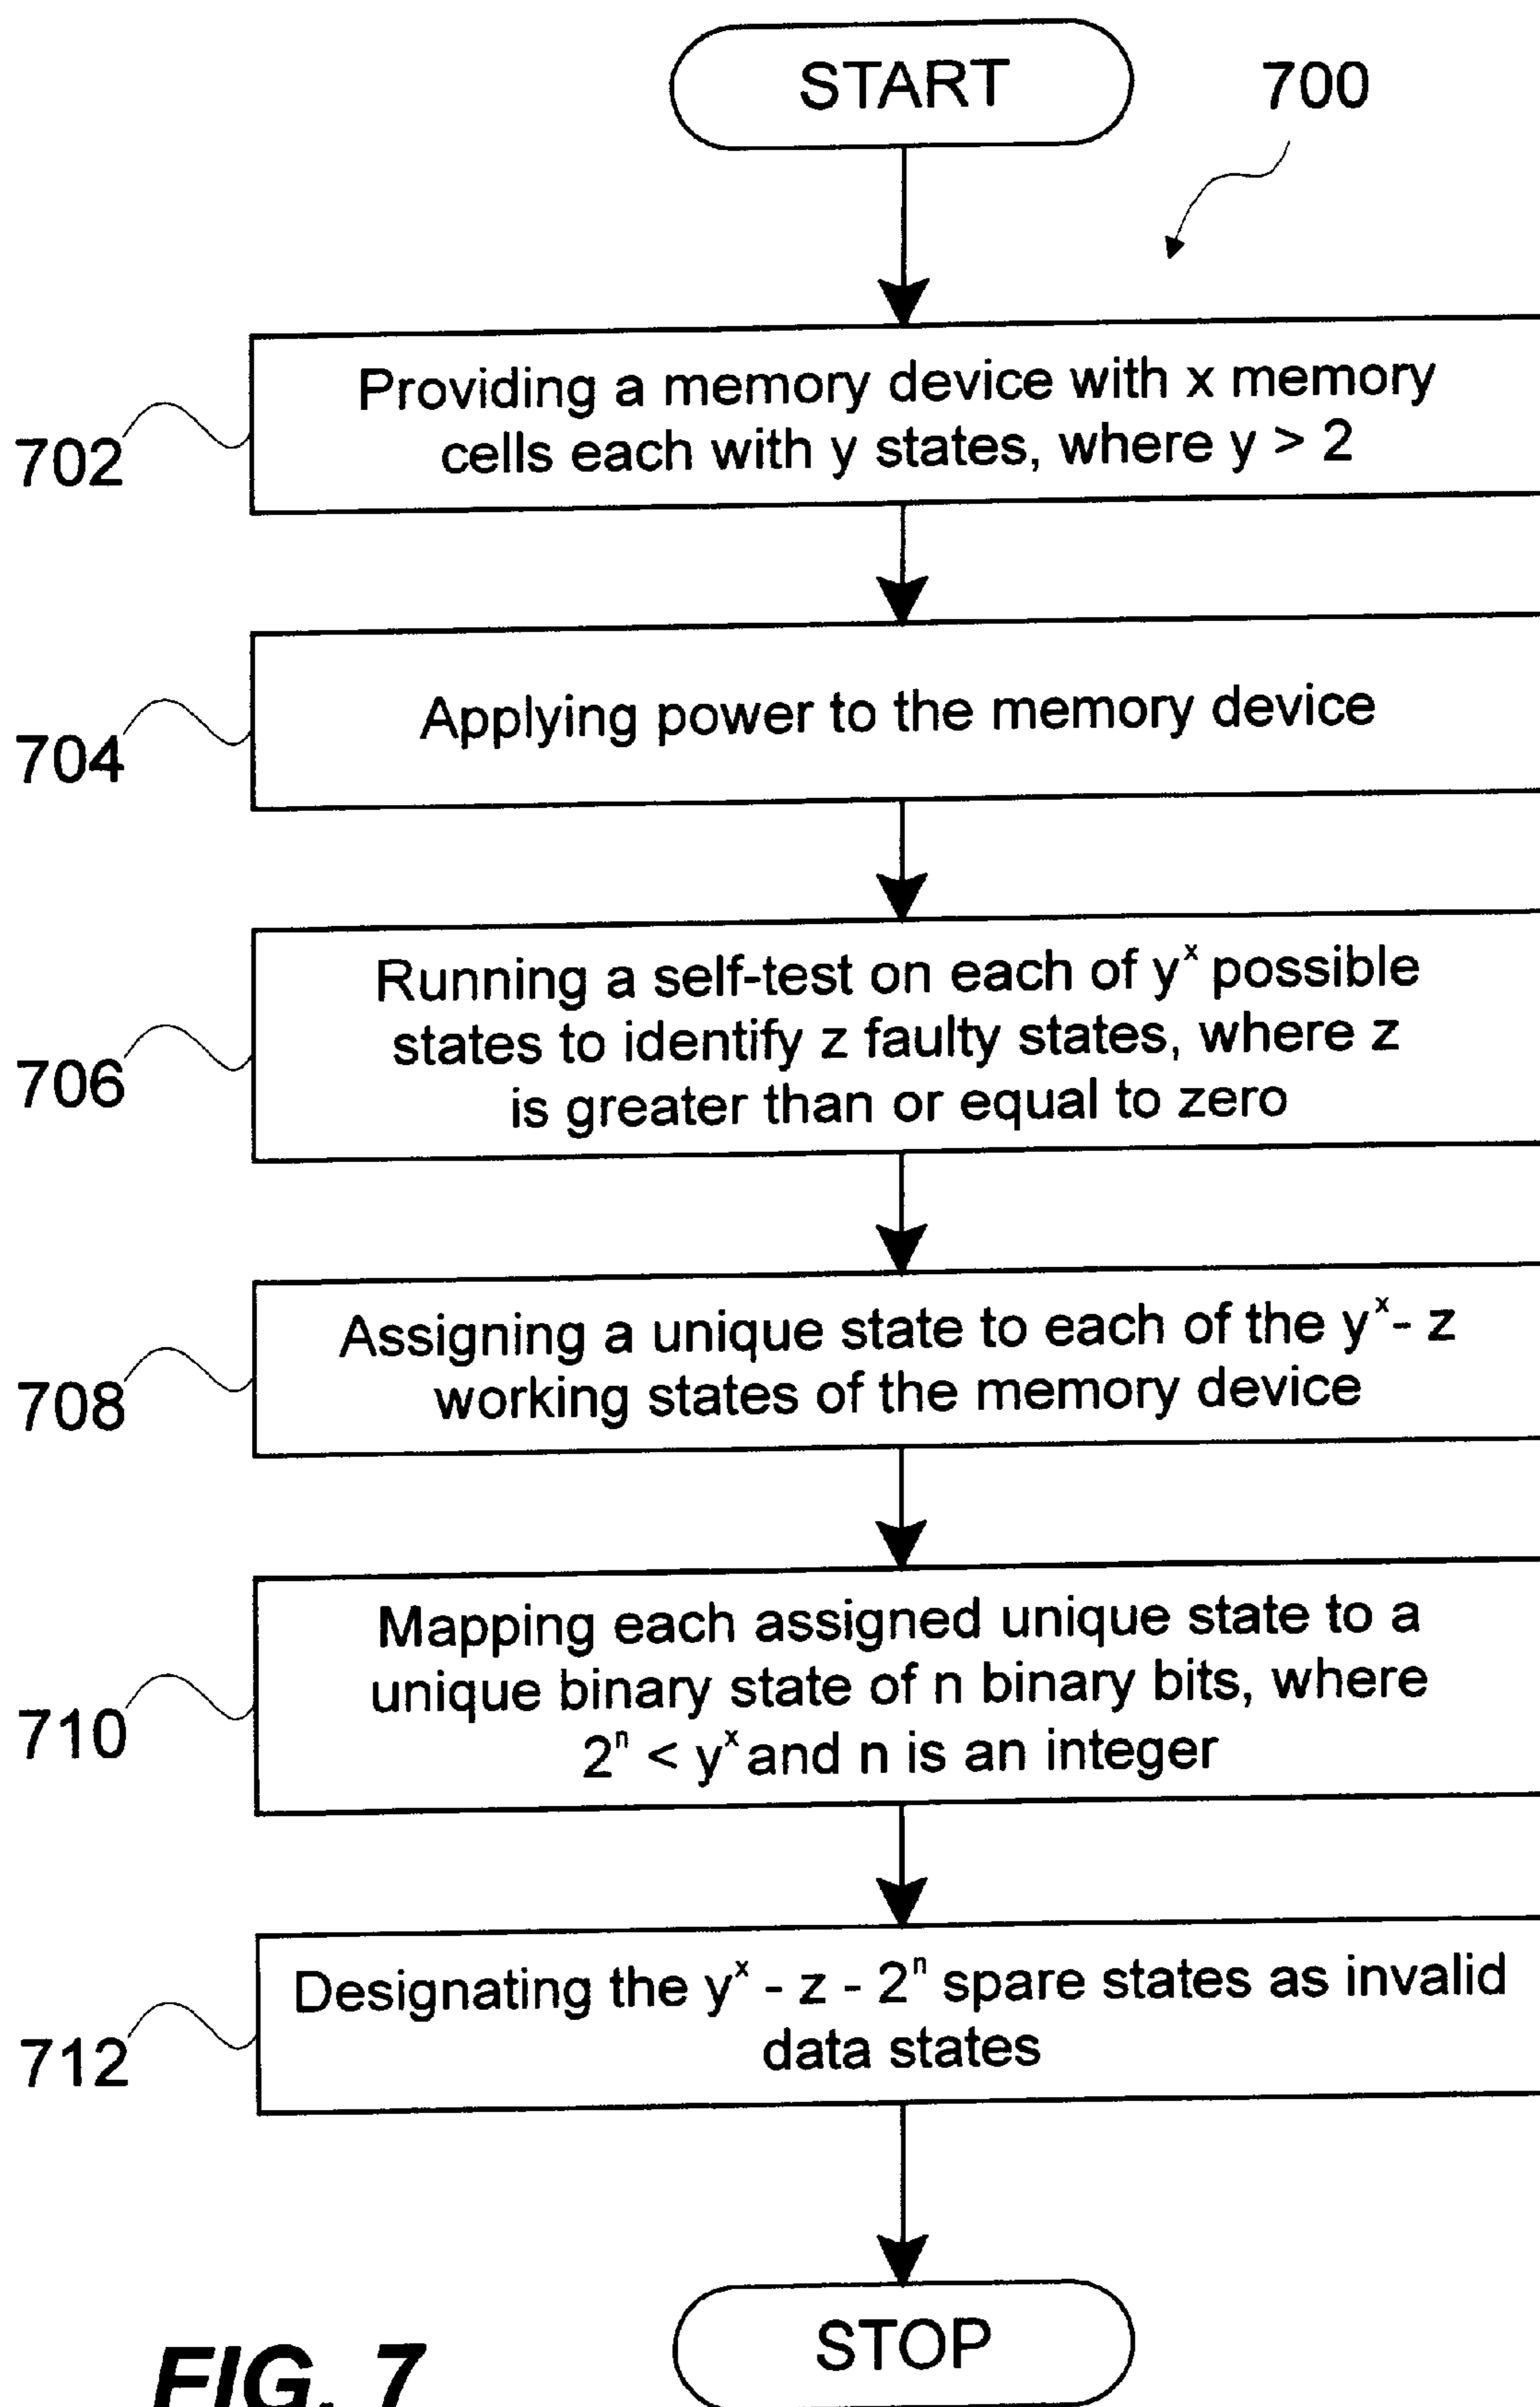 START
700
Providing a memory device with x memory
cells each with y states, where y > 2
702
Applying power to the memory device
704
Running a self-test on each of yˣ possible
states to identify z faulty states, where z
is greater than or equal to zero
706
Assigning a unique state to each of the yˣ- z
working states of the memory device
708
Mapping each assigned unique state to a
unique binary state of n binary bits, where
2ⁿ < yˣ and n is an integer
710
Designating the yˣ - z - 2ⁿ spare states as invalid
data states
712
STOP
FIG. 7